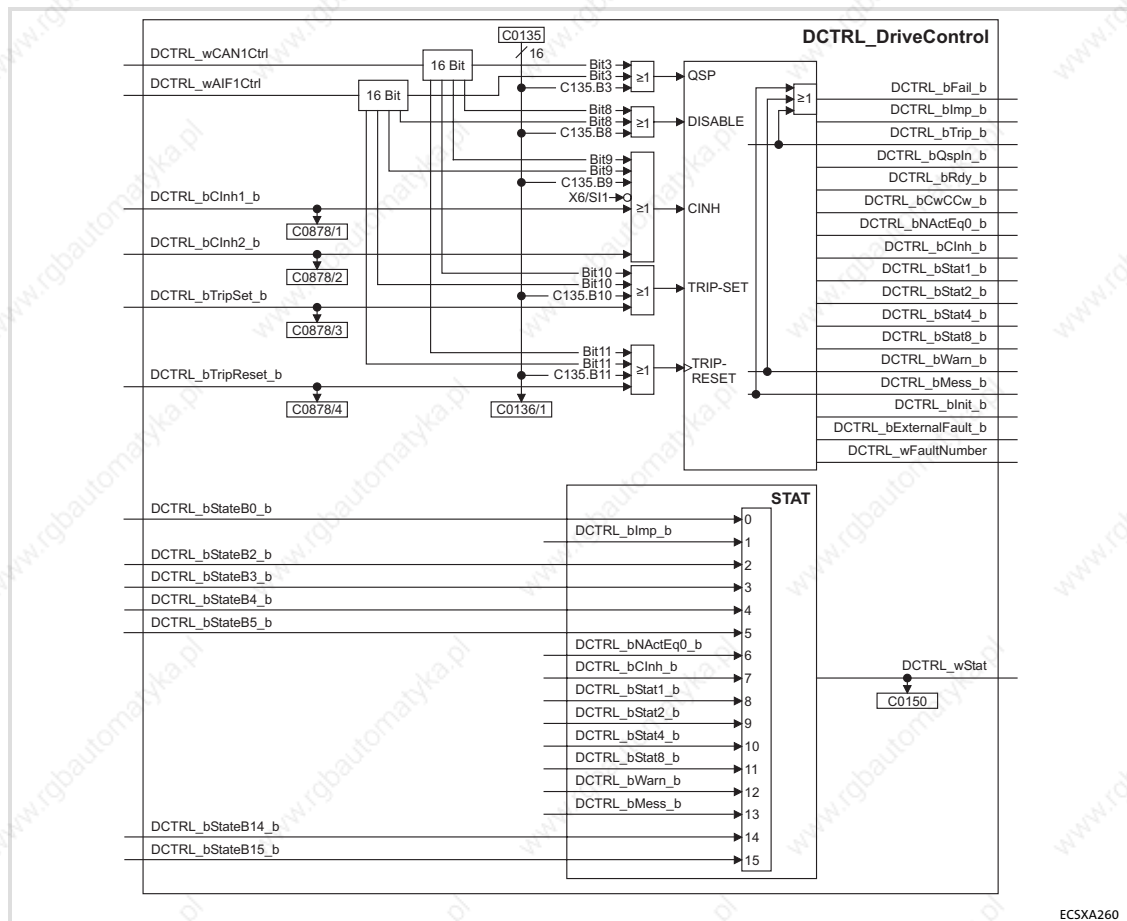 DCTRL_DriveControl
C0135
16
DCTRL_wCAN1Ctrl
16 Bit
DCTRL_wAIF1Ctrl
16 Bit
Bit3
Bit3
C135.B3
≥1
QSP
Bit8
Bit8
C135.B8
≥1
DISABLE
Bit9
Bit9
C135.B9
X6/SI1
≥1
CINH
DCTRL_bCInh1_b
C0878/1
DCTRL_bCInh2_b
C0878/2
Bit10
Bit10
C135.B10
≥1
TRIP-SET
DCTRL_bTripSet_b
C0878/3
Bit11
Bit11
C135.B11
≥1
TRIP-
RESET
DCTRL_bTripReset_b
C0878/4
C0136/1
≥1
DCTRL_bFail_b
DCTRL_bImp_b
DCTRL_bTrip_b
DCTRL_bQspIn_b
DCTRL_bRdy_b
DCTRL_bCwCCw_b
DCTRL_bNActEq0_b
DCTRL_bCInh_b
DCTRL_bStat1_b
DCTRL_bStat2_b
DCTRL_bStat4_b
DCTRL_bStat8_b
DCTRL_bWarn_b
DCTRL_bMess_b
DCTRL_bInit_b
DCTRL_bExternalFault_b
DCTRL_wFaultNumber
STAT
DCTRL_bStateB0_b
0
DCTRL_bImp_b
1
DCTRL_bStateB2_b
2
DCTRL_bStateB3_b
3
DCTRL_bStateB4_b
4
DCTRL_bStateB5_b
5
DCTRL_bNActEq0_b
6
DCTRL_bCInh_b
7
DCTRL_bStat1_b
8
DCTRL_bStat2_b
9
DCTRL_bStat4_b
10
DCTRL_bStat8_b
11
DCTRL_bWarn_b
12
DCTRL_bMess_b
13
DCTRL_bStateB14_b
14
DCTRL_bStateB15_b
15
DCTRL_wStat
C0150
ECSXA260
www.rgbautomatyka.pl